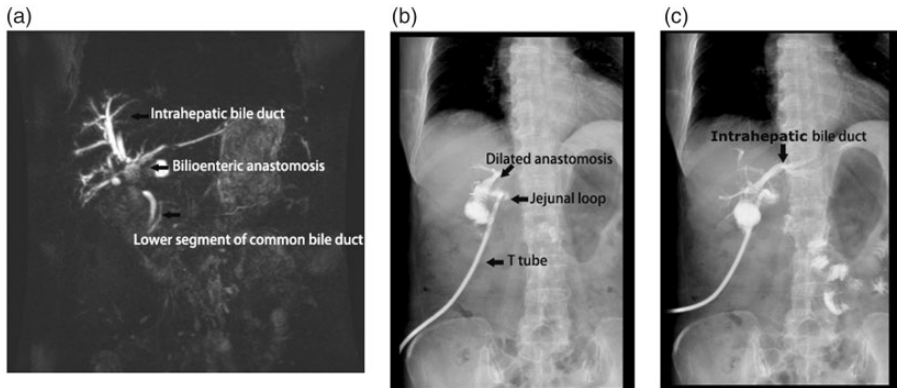 (a)
Intrahepatic bile duct
Bilioenteric anastomosis
Lower segment of common bile duct
(b)
Dilated anastomosis
Jejunal loop
T tube
(c)
Intrahepatic bile duct